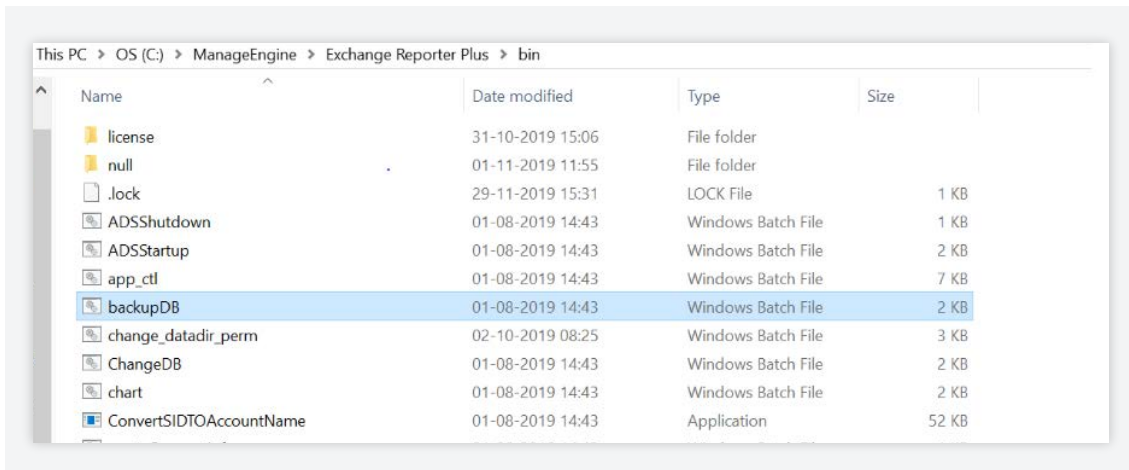 This PC > OS (C:) > ManageEngine > Exchange Reporter Plus > bin
Name Date modified Type Size
license 31-10-2019 15:06 File folder
null 01-11-2019 11:55 File folder
.lock 29-11-2019 15:31 LOCK File 1 KB
ADSShutdown 01-08-2019 14:43 Windows Batch File 1 KB
ADSStartup 01-08-2019 14:43 Windows Batch File 2 KB
app_ctl 01-08-2019 14:43 Windows Batch File 7 KB
backupDB 01-08-2019 14:43 Windows Batch File 2 KB
change_datadir_perm 02-10-2019 08:25 Windows Batch File 3 KB
ChangeDB 01-08-2019 14:43 Windows Batch File 2 KB
chart 01-08-2019 14:43 Windows Batch File 2 KB
ConvertSIDTOAccountName 01-08-2019 14:43 Application 52 KB